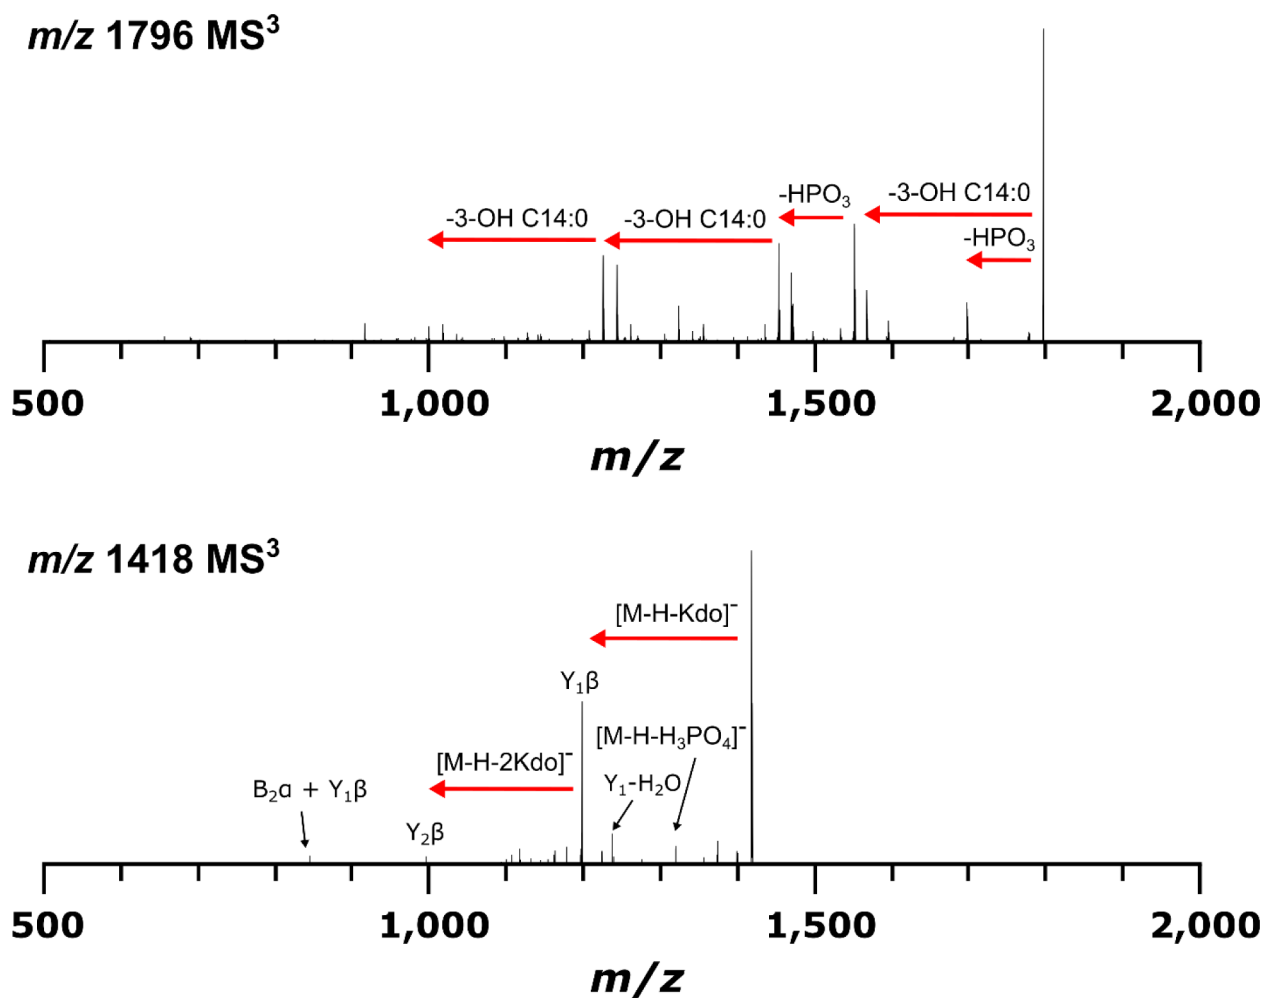 m/z 1796 MS³
-HPO₃
-3-OH C14:0
-3-OH C14:0
-3-OH C14:0
-HPO₃
500
1,000
1,500
2,000
m/z
m/z 1418 MS³
[M-H-Kdo]⁻
Y₁β
[M-H-H₃PO₄]⁻
[M-H-2Kdo]⁻
Y₁-H₂O
B₂α + Y₁β
Y₂β
500
1,000
1,500
2,000
m/z